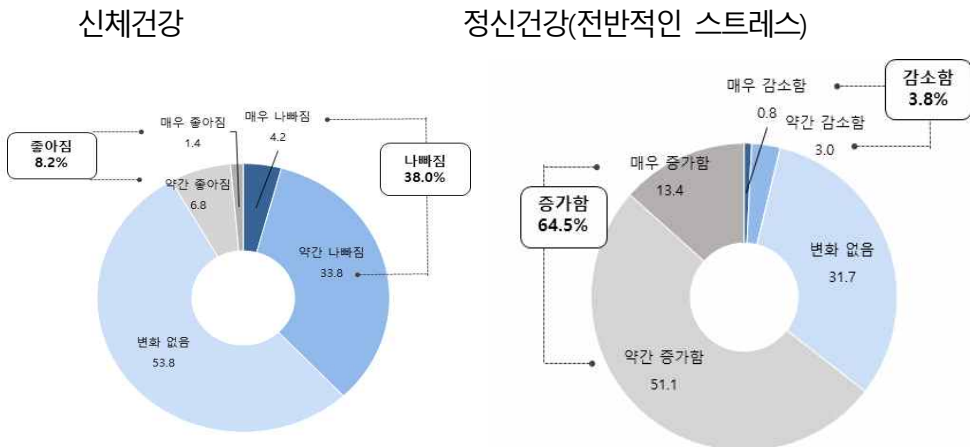 신체건강
매우 좋아짐
1.4
매우 나빠짐
4.2
좋아짐
8.2%
나빠짐
38.0%
약간 좋아짐
6.8
약간 나빠짐
33.8
변화 없음
53.8
정신건강(전반적인 스트레스)
매우 감소함
0.8
감소함
3.8%
약간 감소함
3.0
매우 증가함
13.4
증가함
64.5%
변화 없음
31.7
약간 증가함
51.1